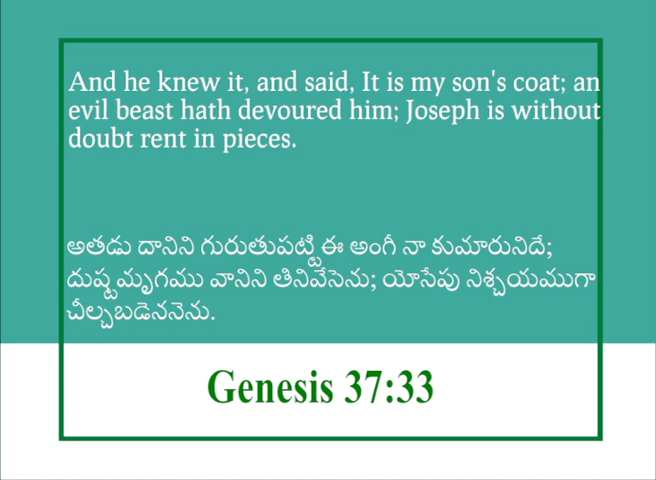 And he knew it, and said, It is my son's coat; an
evil beast hath devoured him; Joseph is without
doubt rent in pieces.
అతడు దానిని గురుతుపట్టి ఈ అంగీ నా కుమారునిదే;
దుష్టమృగము వానిని తినివేసెను; యోసేపు నిశ్చయముగా
చీల్చబడెననెను.
Genesis 37:33